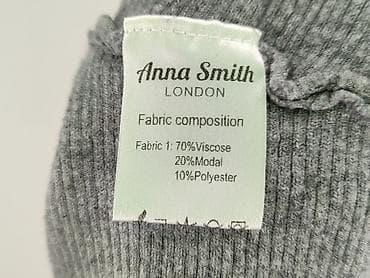 Anna Smith
LONDON
Fabric composition
Fabric 1: 70%Viscose
20%Modal
10%Polyester